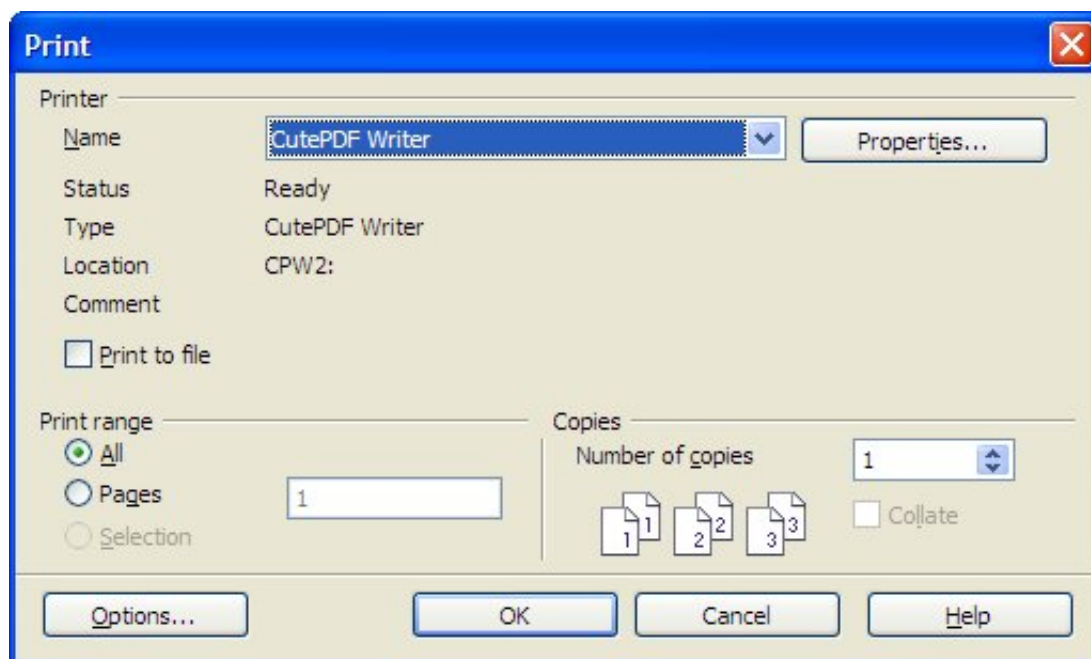 Print
Printer
Name CutePDF Writer Properties...
Status Ready
Type CutePDF Writer
Location CPW2:
Comment
Print to file
Print range Copies
All Number of copies 1
Pages 1
1 1 2 2 3 3 Collate
Selection
Options... OK Cancel Help